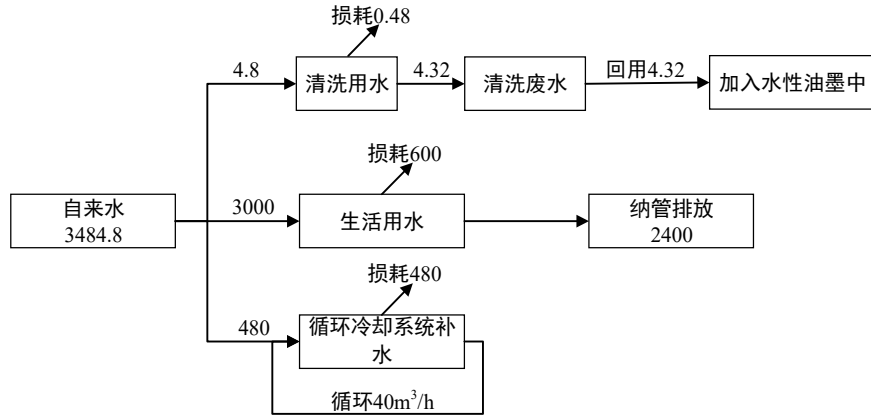 损耗0.48
4.8
清洗用水
4.32
清洗废水
回用4.32
加入水性油墨中
损耗600
自来水
3484.8
3000
生活用水
纳管排放
2400
损耗480
480
循环冷却系统补
水
循环40m³/h